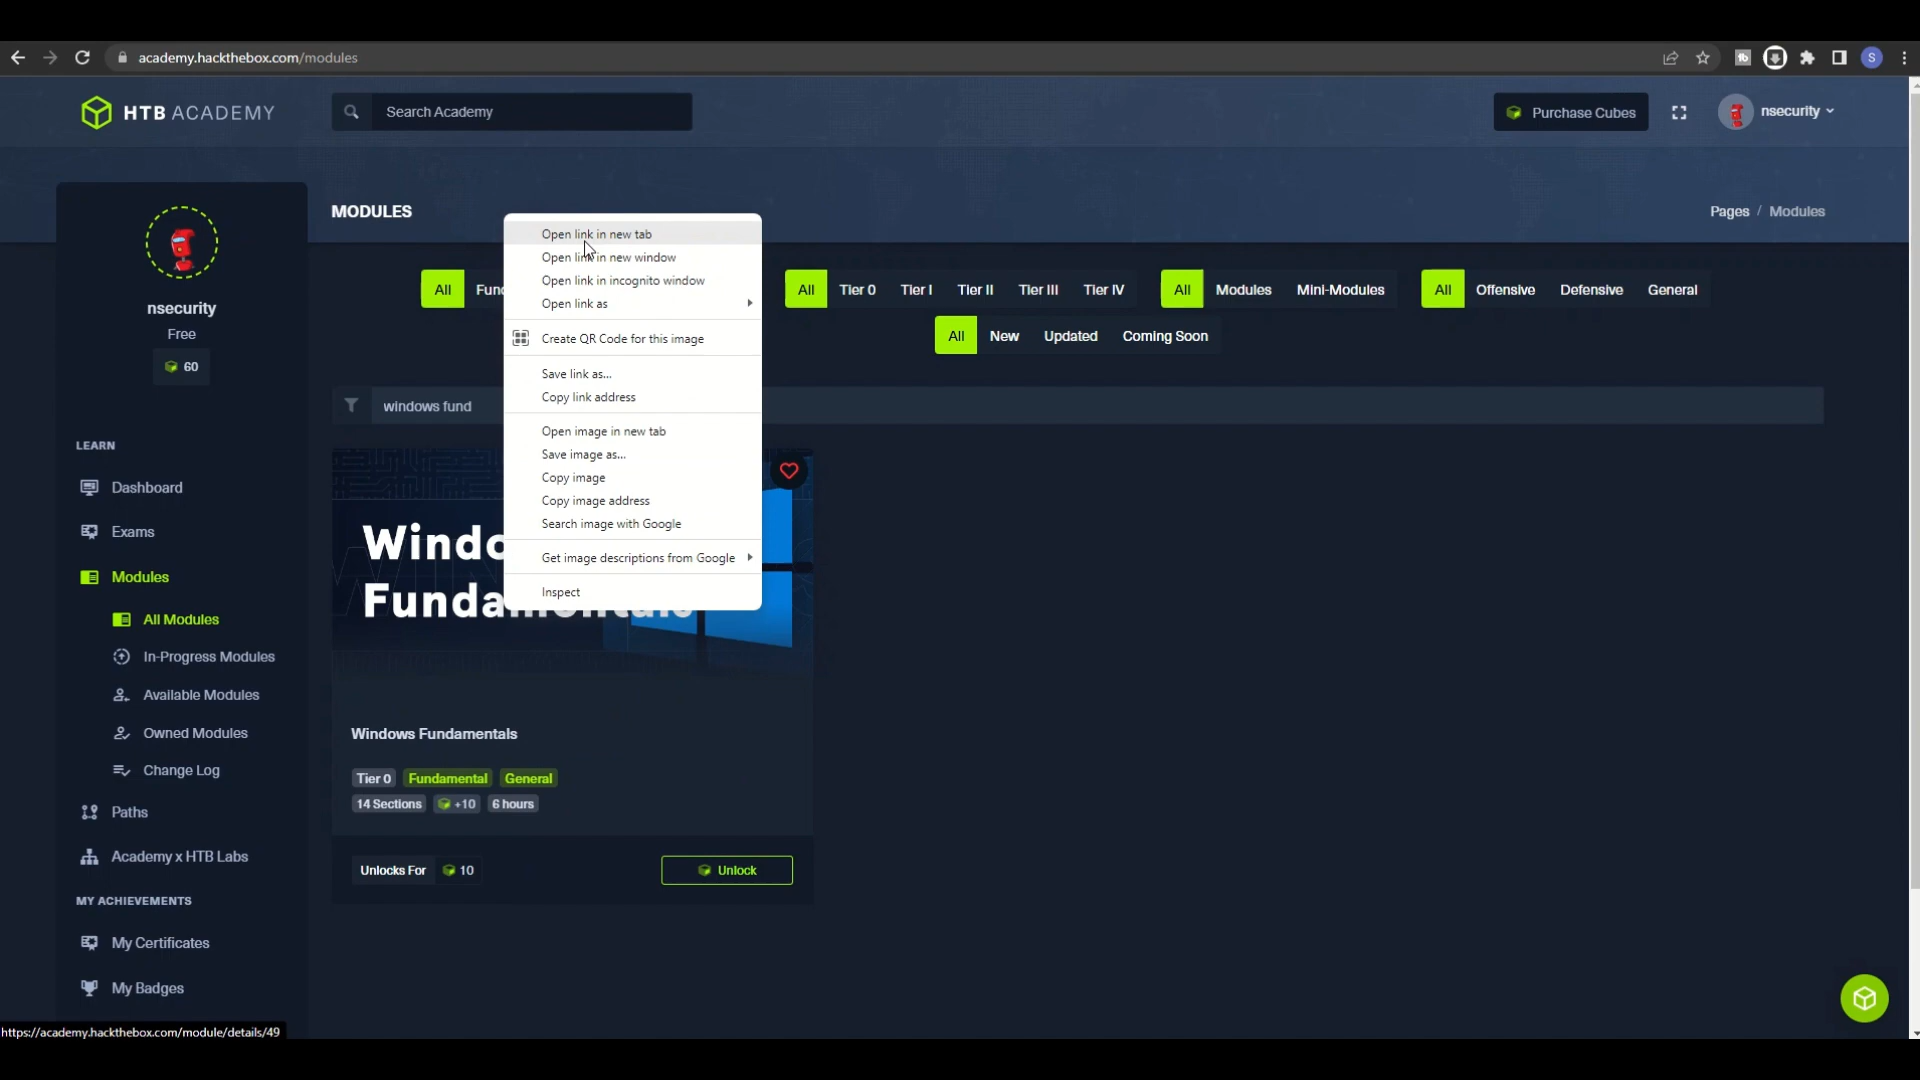 academy.hackthebox.com/modules
S
HTB ACADEMY
Search Academy
Purchase Cubes
nsecurity
MODULES
Pages / Modules
nsecurity
Free
60
LEARN
Dashboard
Exams
Modules
All Modules
In-Progress Modules
Available Modules
Owned Modules
Change Log
Paths
Academy x HTB Labs
MY ACHIEVEMENTS
My Certificates
My Badges
All
All Tier 0 Tier I Tier II Tier III Tier IV
All Modules Mini-Modules
All Offensive Defensive General
All New Updated Coming Soon
windows fund
Open link in new tab
Open link in new window
Open link in incognito window
Open link as
Create QR Code for this image
Save link as...
Copy link address
Open image in new tab
Save image as...
Copy image
Copy image address
Search image with Google
Get image descriptions from Google
Inspect
Fundamentals
Windows Fundamentals
Tier 0 Fundamental General
14 Sections +10 6 hours
Unlocks For 10
Unlock
https://academy.hackthebox.com/module/details/49